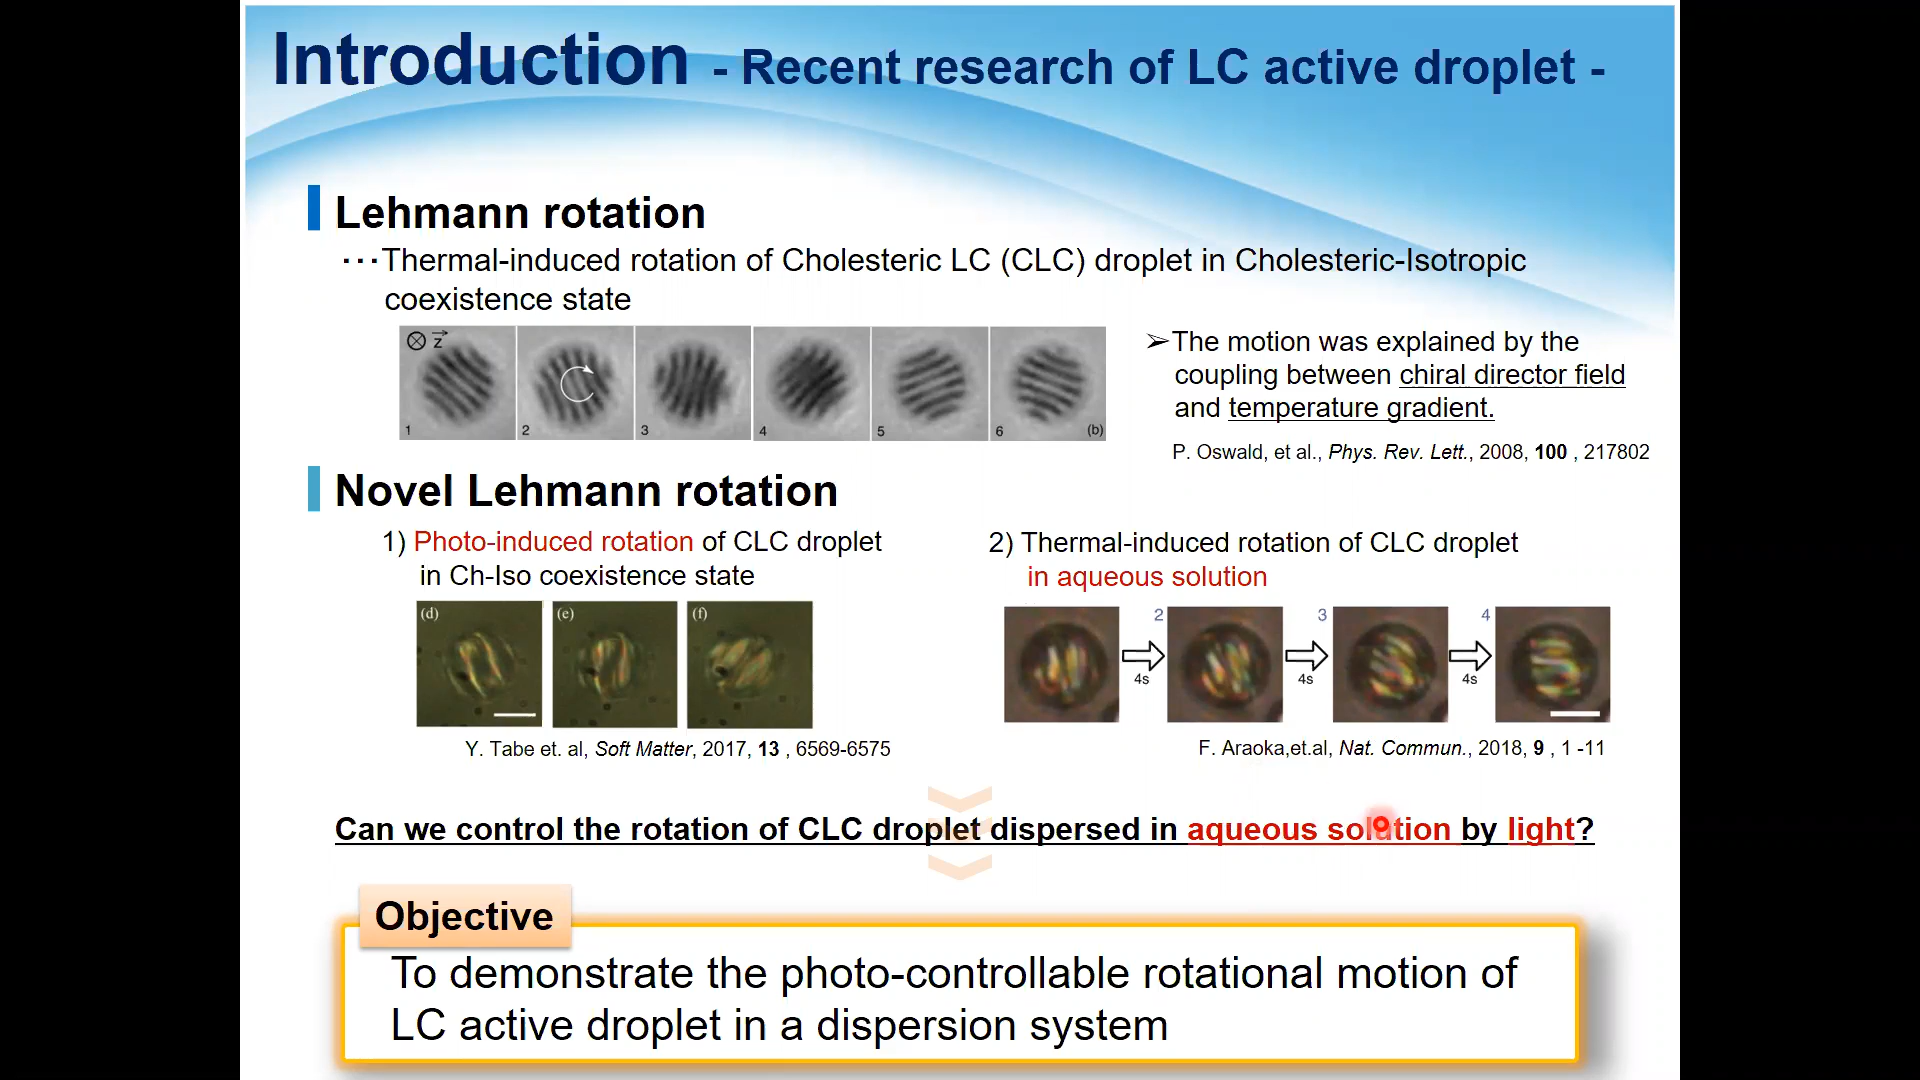 Introduction - Recent research of LC active droplet -
Lehmann rotation
···Thermal-induced rotation of Cholesteric LC (CLC) droplet in Cholesteric-Isotropic
coexistence state
z
1
2
3
4
5
6
(b)
➢The motion was explained by the
coupling between chiral director field
and temperature gradient.
P. Oswald, et al., Phys. Rev. Lett., 2008, 100 , 217802
Novel Lehmann rotation
1) Photo-induced rotation of CLC droplet
in Ch-Iso coexistence state
(d)
(e)
(f)
Y. Tabe et. al, Soft Matter, 2017, 13 , 6569-6575
2) Thermal-induced rotation of CLC droplet
in aqueous solution
2
3
4
4s
4s
4s
F. Araoka,et.al, Nat. Commun., 2018, 9 , 1 -11
Can we control the rotation of CLC droplet dispersed in aqueous solution by light?
Objective
To demonstrate the photo-controllable rotational motion of
LC active droplet in a dispersion system